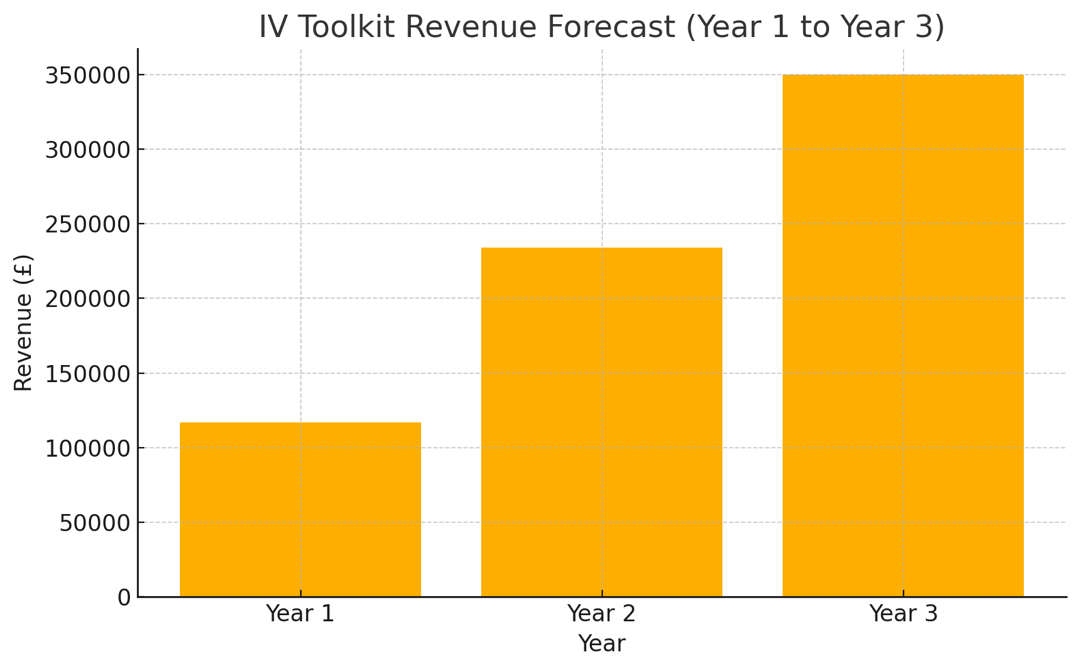 IV Toolkit Revenue Forecast (Year 1 to Year 3)
350000
300000
250000
200000
150000
100000
50000
0
Revenue (£)
Year 1
Year 2
Year 3
Year